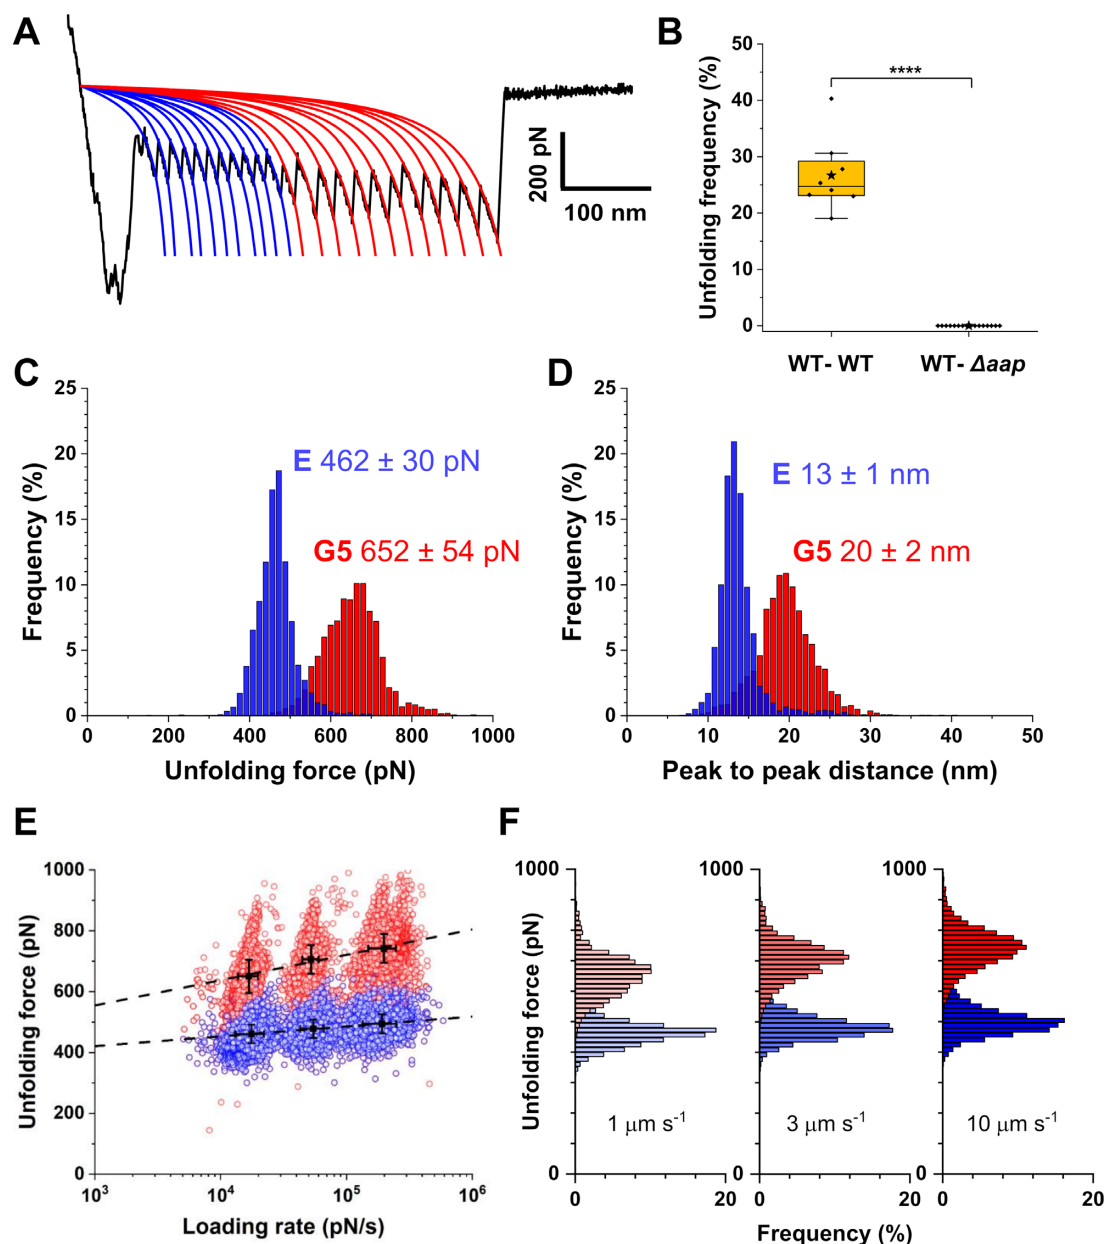 A
200 pN
100 nm
B
Unfolding frequency (%)
50
40
30
20
10
0
****
WT- WT
WT- Δaap
C
Frequency (%)
25
20
15
10
5
0
E 462 ± 30 pN
G5 652 ± 54 pN
0 200 400 600 800 1000
Unfolding force (pN)
D
Frequency (%)
25
20
15
10
5
0
E 13 ± 1 nm
G5 20 ± 2 nm
0 10 20 30 40 50
Peak to peak distance (nm)
E
Unfolding force (pN)
1000
800
600
400
200
0
10³ 10⁴ 10⁵ 10⁶
Loading rate (pN/s)
F
Unfolding force (pN)
1000
0
1 μm s⁻¹
0 20
1000
0
3 μm s⁻¹
0 20
1000
0
10 μm s⁻¹
0 20
Frequency (%)